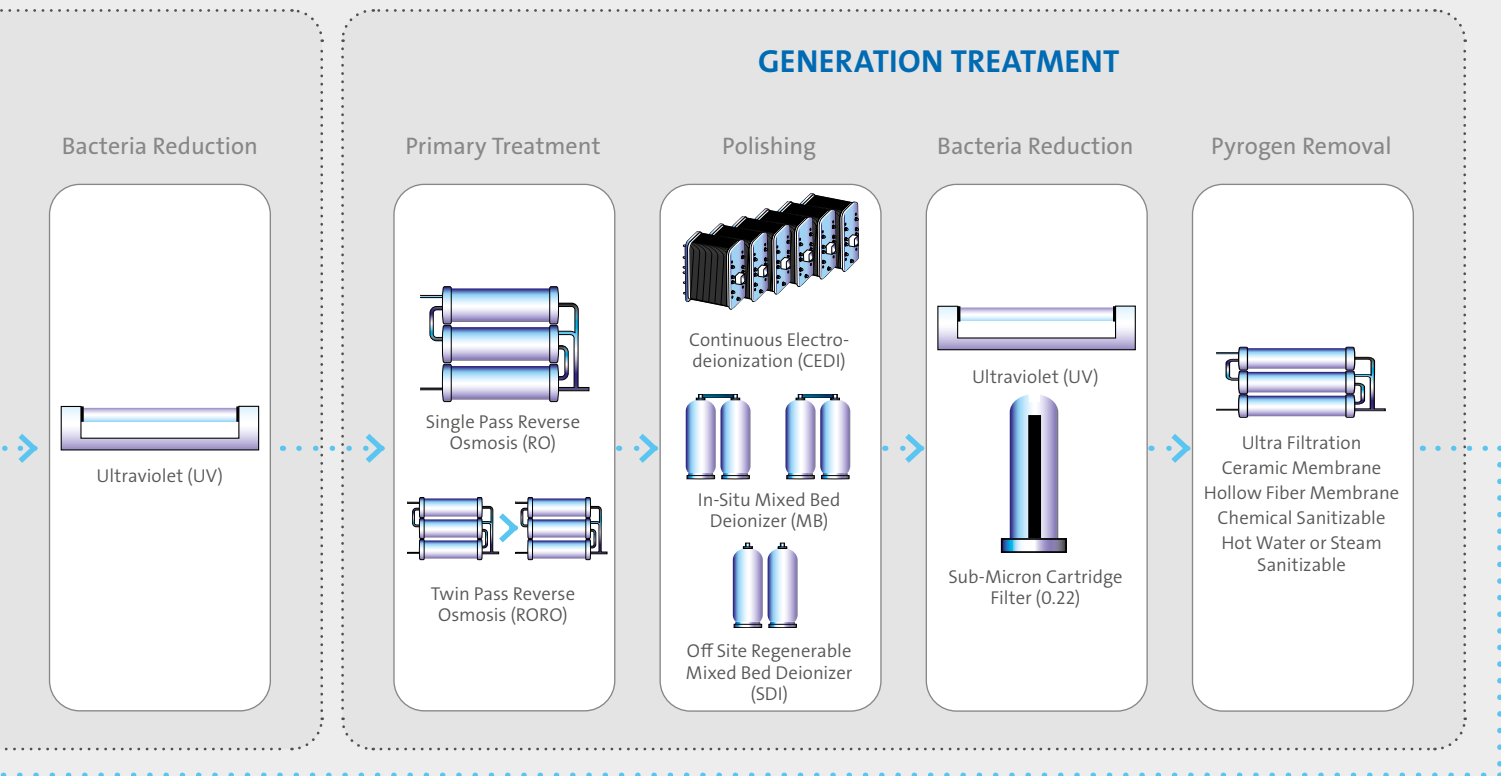 GENERATION TREATMENT
Bacteria Reduction
Ultraviolet (UV)
Primary Treatment
Single Pass Reverse
Osmosis (RO)
Twin Pass Reverse
Osmosis (RORO)
Polishing
Continuous Electro-
deionization (CEDI)
In-Situ Mixed Bed
Deionizer (MB)
Off Site Regenerable
Mixed Bed Deionizer
(SDI)
Bacteria Reduction
Ultraviolet (UV)
Sub-Micron Cartridge
Filter (0.22)
Pyrogen Removal
Ultra Filtration
Ceramic Membrane
Hollow Fiber Membrane
Chemical Sanitizable
Hot Water or Steam
Sanitizable